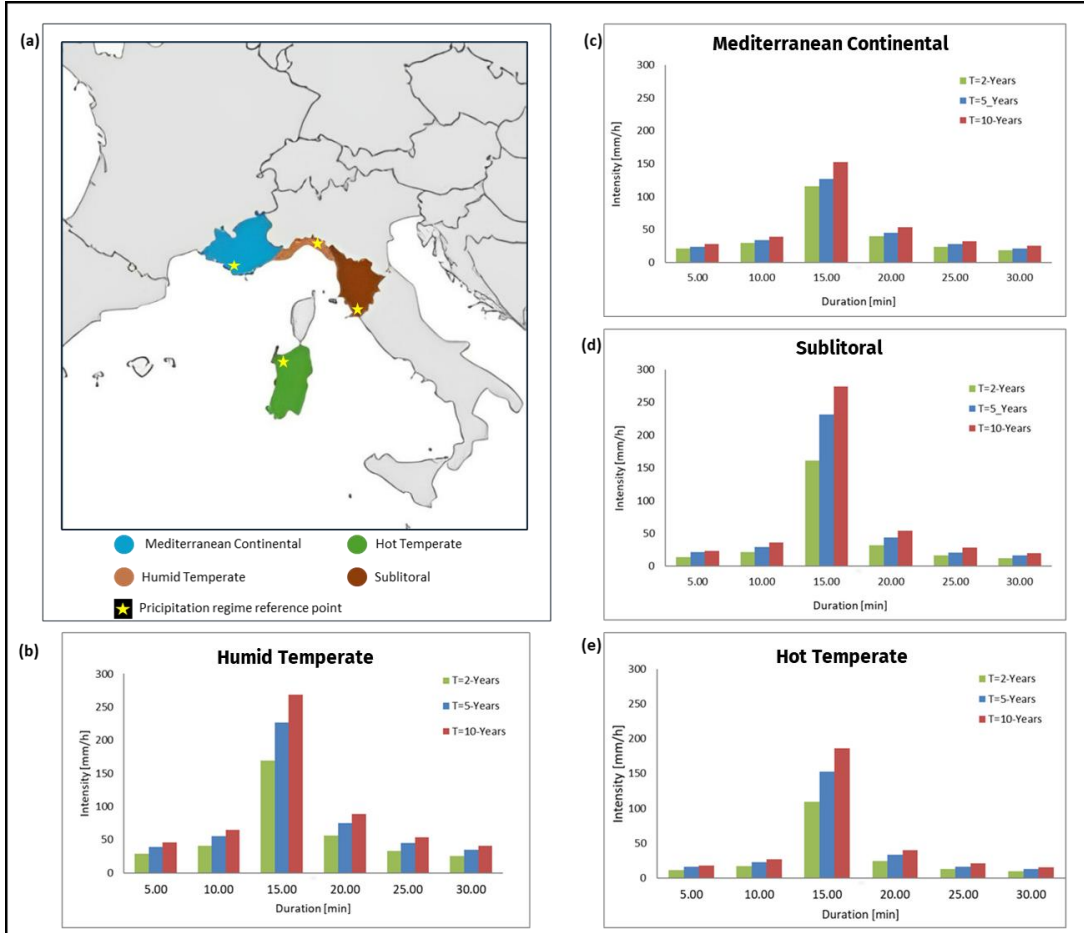 (a)
Mediterranean Continental
Hot Temperate
Humid Temperate
Sublitoral
Pricipitation regime reference point
(b)
Humid Temperate
Intensity [mm/h]
300
250
200
150
100
50
0
T=2-Years
T=5-Years
T=10-Years
5.00 10.00 15.00 20.00 25.00 30.00
Duration [min]
(c)
Mediterranean Continental
Intensity [mm/h]
300
250
200
150
100
50
0
T=2-Years
T=5_Years
T=10-Years
5.00 10.00 15.00 20.00 25.00 30.00
Duration [min]
(d)
Sublitoral
Intensity [mm/h]
300
250
200
150
100
50
0
T=2-Years
T=5_Years
T=10-Years
5.00 10.00 15.00 20.00 25.00 30.00
Duration [min]
(e)
Hot Temperate
Intensity [mm/h]
300
250
200
150
100
50
0
T=2-Years
T=5-Years
T=10-Years
5.00 10.00 15.00 20.00 25.00 30.00
Duration [min]